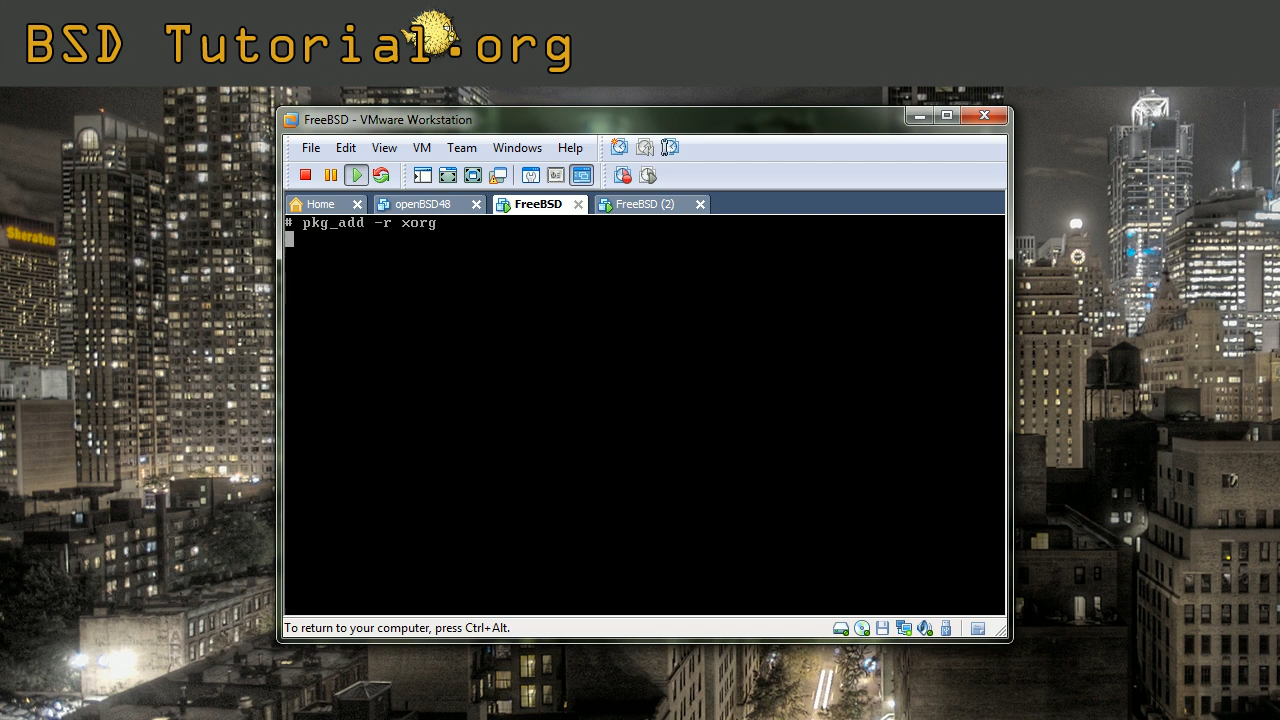 BSD Tutorial.org
FreeBSD - VMware Workstation
File Edit View VM Team Windows Help
Home openBSD48 FreeBSD FreeBSD (2)
# pkg_add -r xorg
Sheraton
To return to your computer, press Ctrl+Alt.